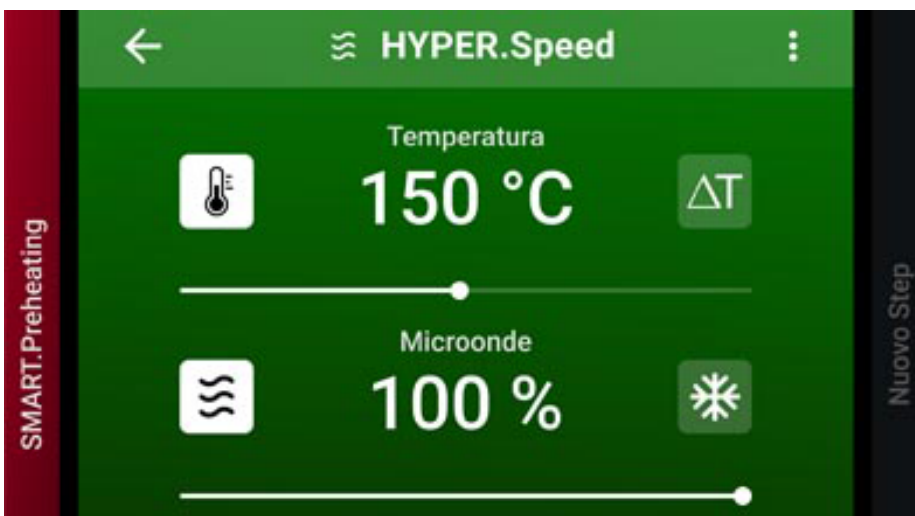 HYPER.Speed
Temperatura
150 °C
ΔT
Microonde
100 %
SMART.Preheating
Nuovo Step